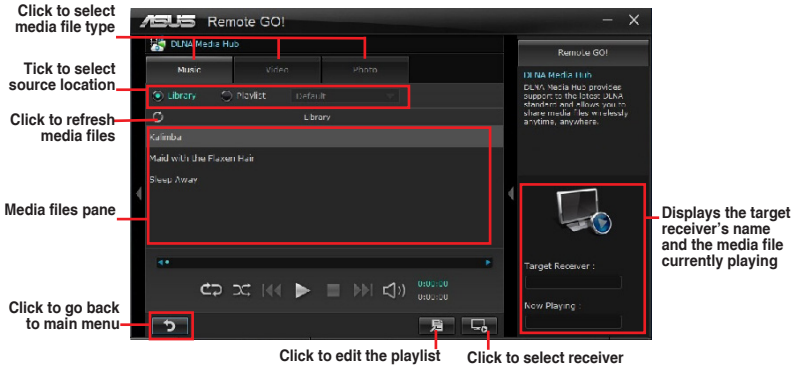 Click to select
media file type
Tick to select
source location
Click to refresh
media files
Media files pane
Click to go back
to main menu
ASUS Remote GO!
DLNA Media Hub
Music Video Photo
Library Playlist Default
Library
Kalimba
Maid with the Flaxen Hair
Sleep Away
0:00:00
0:00:00
Remote GO!
DLNA Media Hub
DLNA Media Hub provides
support to the latest DLNA
standard and allows you to
share media files wirelessly
anytime, anywhere.
Target Receiver :
Now Playing :
Displays the target
receiver's name
and the media file
currently playing
Click to edit the playlist
Click to select receiver